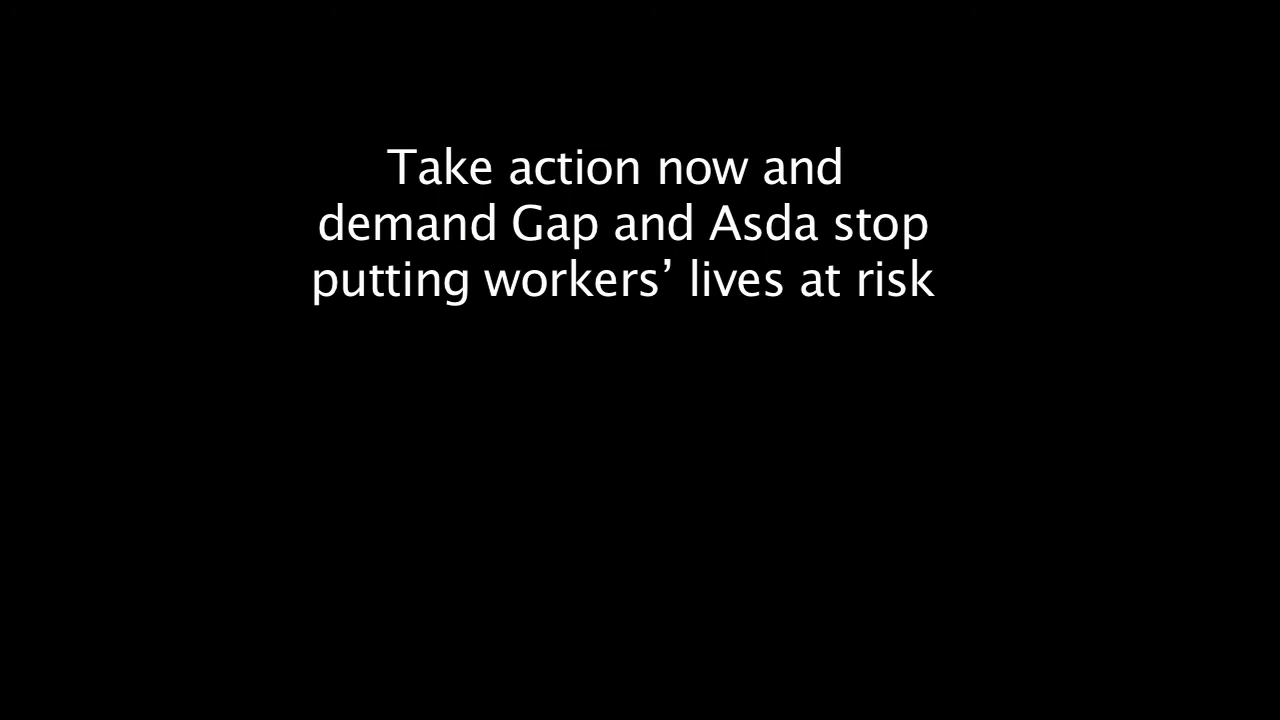 Take action now and
demand Gap and Asda stop
putting workers’ lives at risk